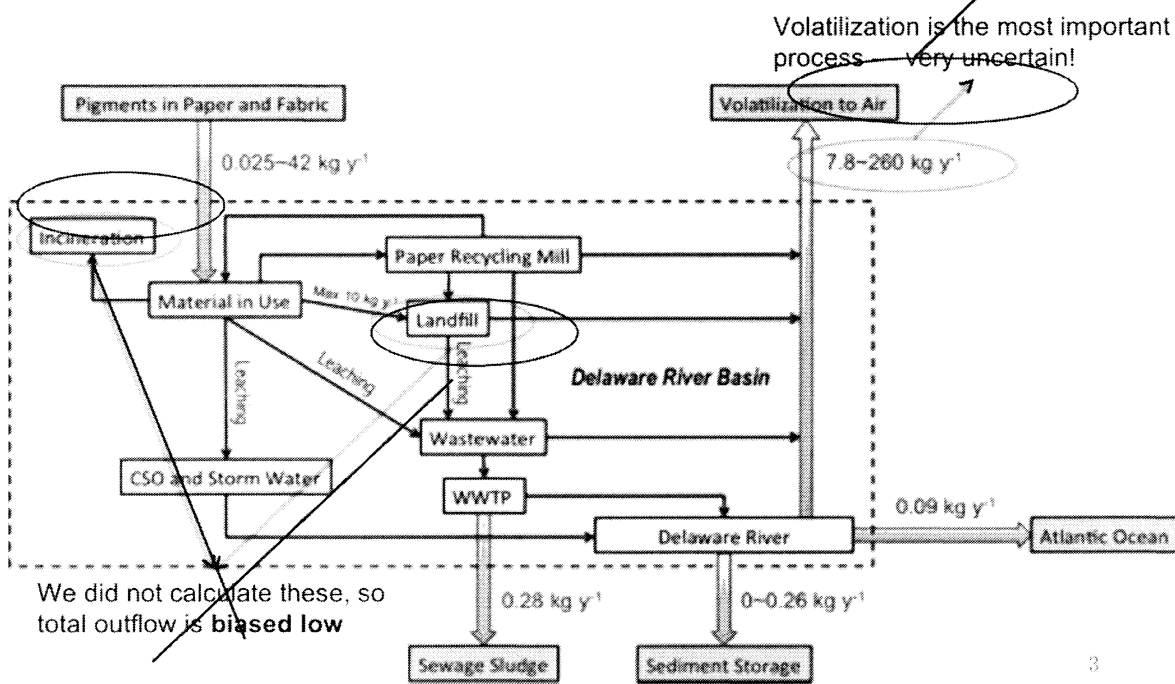 Volatilization is the most important
process – very uncertain!
Pigments in Paper and Fabric
Volatilization to Air
0.025~42 kg y⁻¹
7.8~260 kg y⁻¹
Incineration
Paper Recycling Mill
Material in Use
Max 10 kg y⁻¹
Landfill
Leaching
Leaching
Leaching
Delaware River Basin
Wastewater
CSO and Storm Water
WWTP
0.09 kg y⁻¹
Delaware River
Atlantic Ocean
We did not calculate these, so
total outflow is biased low
0.28 kg y⁻¹
0~0.26 kg y⁻¹
Sewage Sludge
Sediment Storage
3